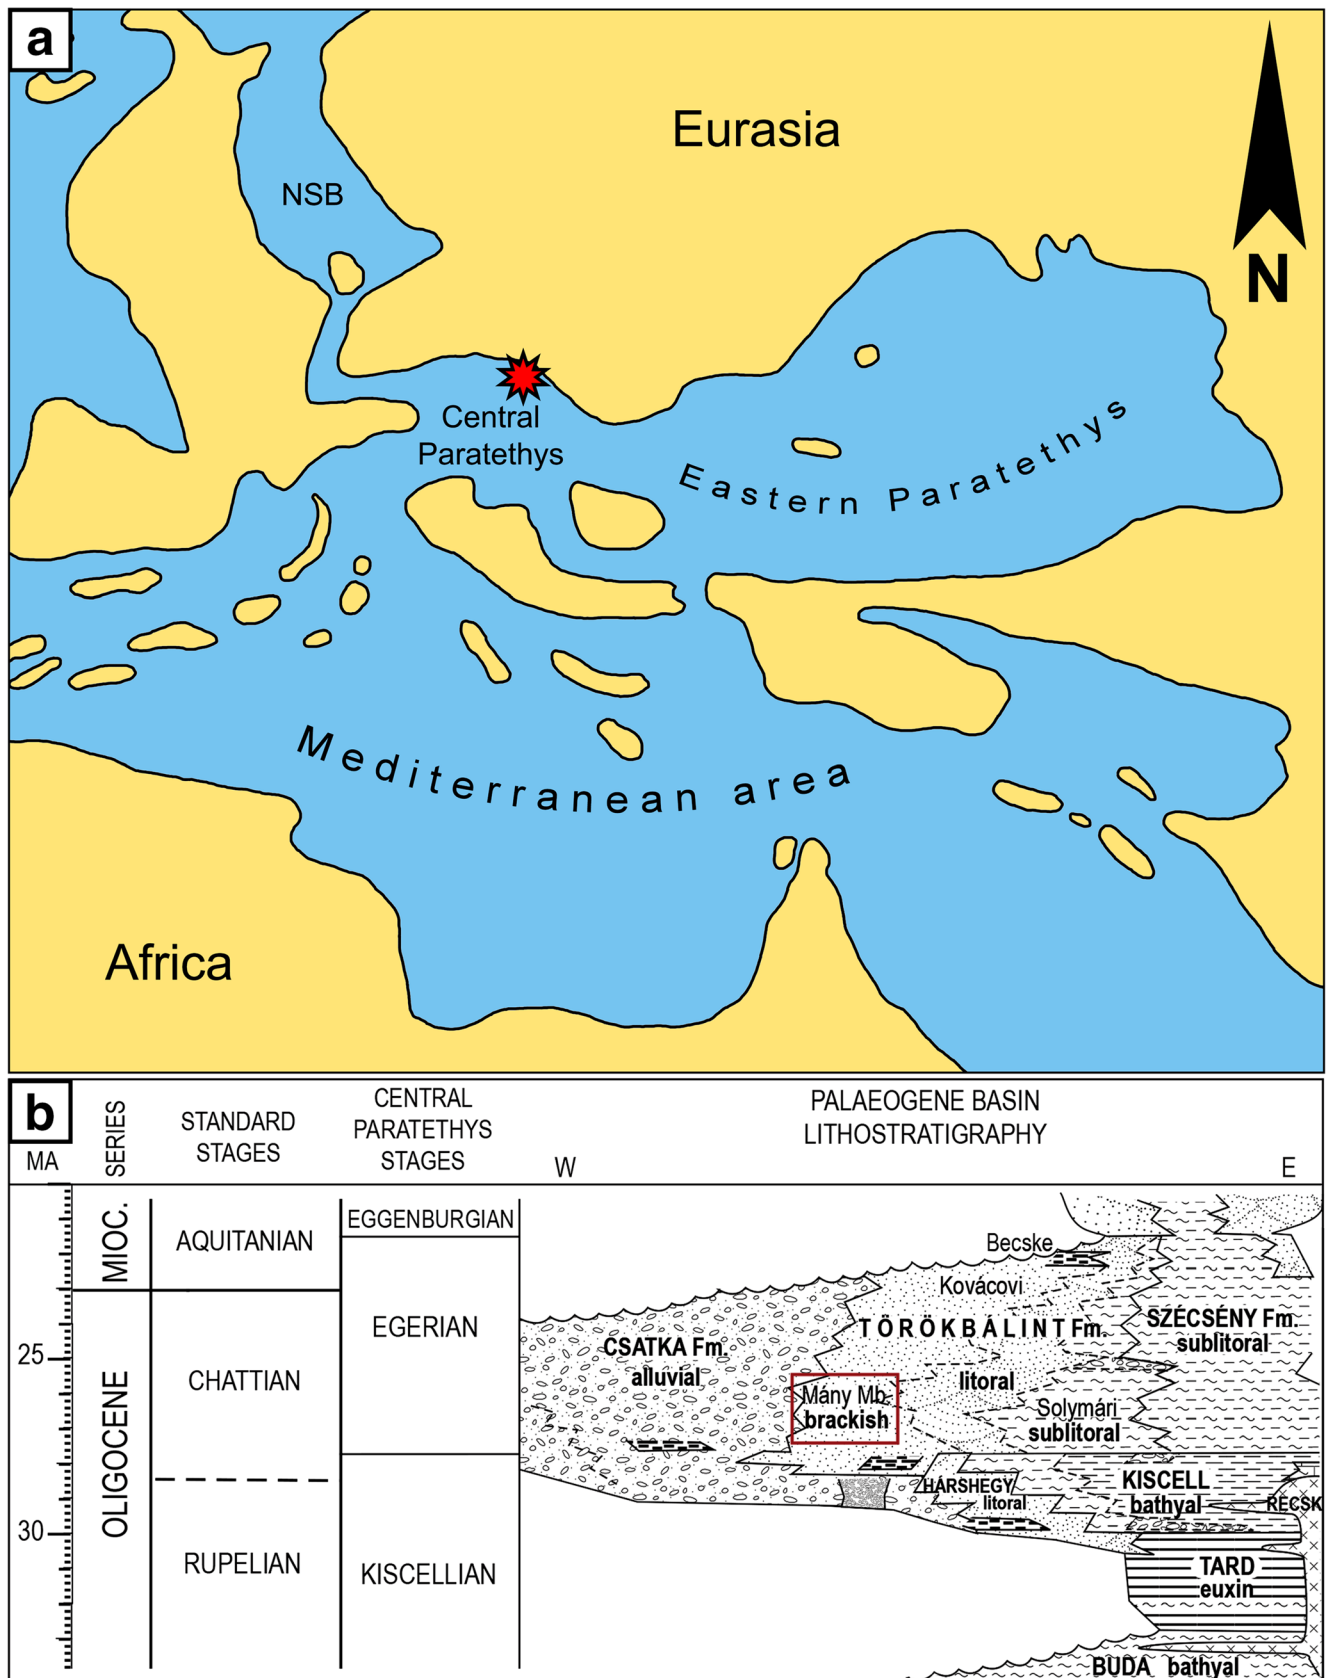 a
Eurasia
NSB
N
Central
Paratethys
Eastern Paratethys
Mediterranean area
Africa
b
MA
SERIES
STANDARD
STAGES
CENTRAL
PARATETHYS
STAGES
PALAEOGENE BASIN
LITHOSTRATIGRAPHY
W
E
MIOC.
OLIGOCENE
25
30
AQUITANIAN
CHATTIAN
RUPELIAN
EGGENBURGIAN
EGERIAN
KISCELLIAN
Becske
Kovácovi
TÖRÖKBÁLINT Fm.
CSATKA Fm.
alluvial
SZÉCSÉNY Fm.
sublitoral
litoral
Mány Mb.
brackish
Solymári
sublitoral
HÁRSHEGY
litoral
KISCELL
bathyal
RECSK
TARD
euxin
BUDA bathyal